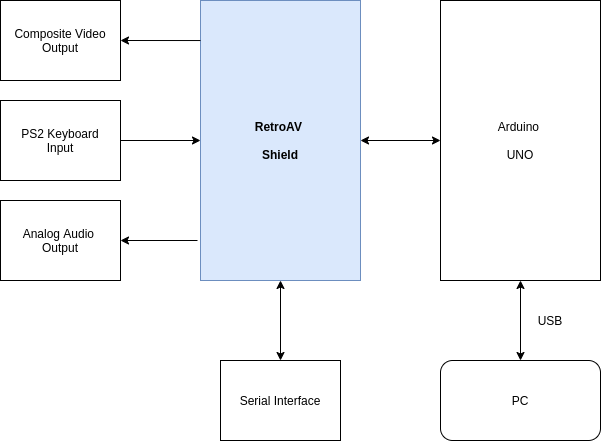 Composite Video
Output
PS2 Keyboard
Input
Analog Audio
Output
RetroAV
Shield
Arduino
UNO
USB
Serial Interface
PC